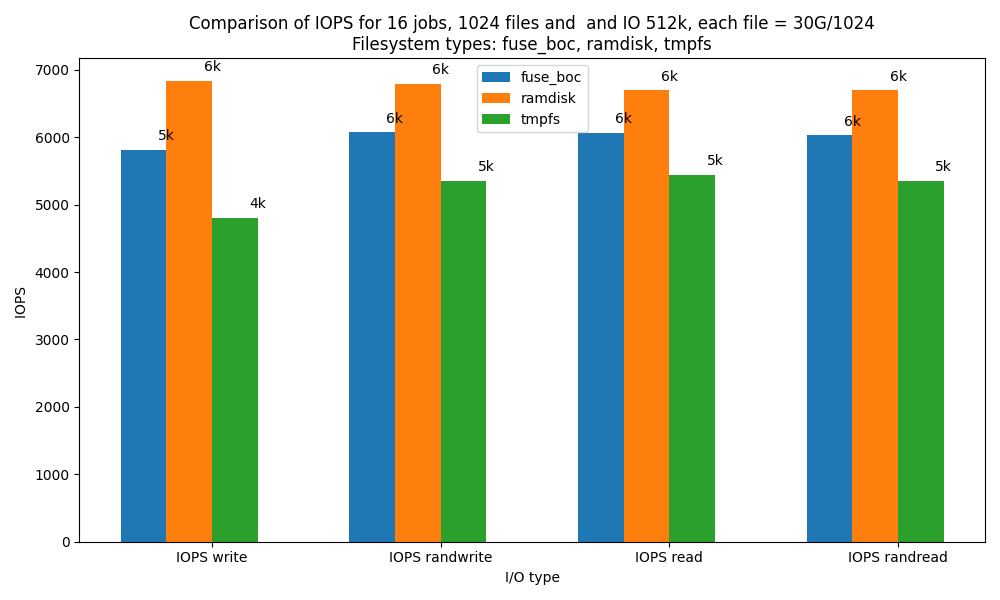 Comparison of IOPS for 16 jobs, 1024 files and  and IO 512k, each file = 30G/1024
Filesystem types: fuse_boc, ramdisk, tmpfs
IOPS
7000
6000
5000
4000
3000
2000
1000
0
5k
6k
4k
6k
6k
5k
6k
6k
5k
6k
6k
5k
fuse_boc
ramdisk
tmpfs
IOPS write
IOPS randwrite
IOPS read
IOPS randread
I/O type